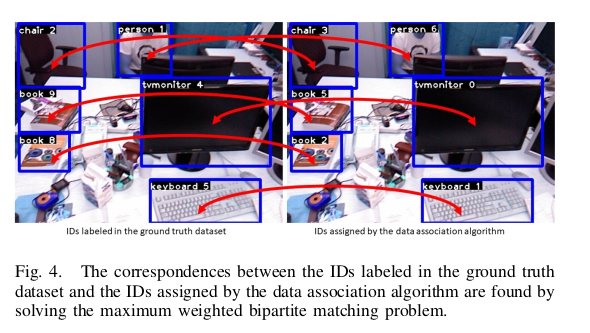 chair 2
person 1
chair 3
person 6
tvmonitor 4
tvmonitor 0
book 9
book 5
book 8
book 2
keyboard 5
keyboard 1
IDs labeled in the ground truth dataset
IDs assigned by the data association algorithm
Fig. 4. The correspondences between the IDs labeled in the ground truth
dataset and the IDs assigned by the data association algorithm are found by
solving the maximum weighted bipartite matching problem.